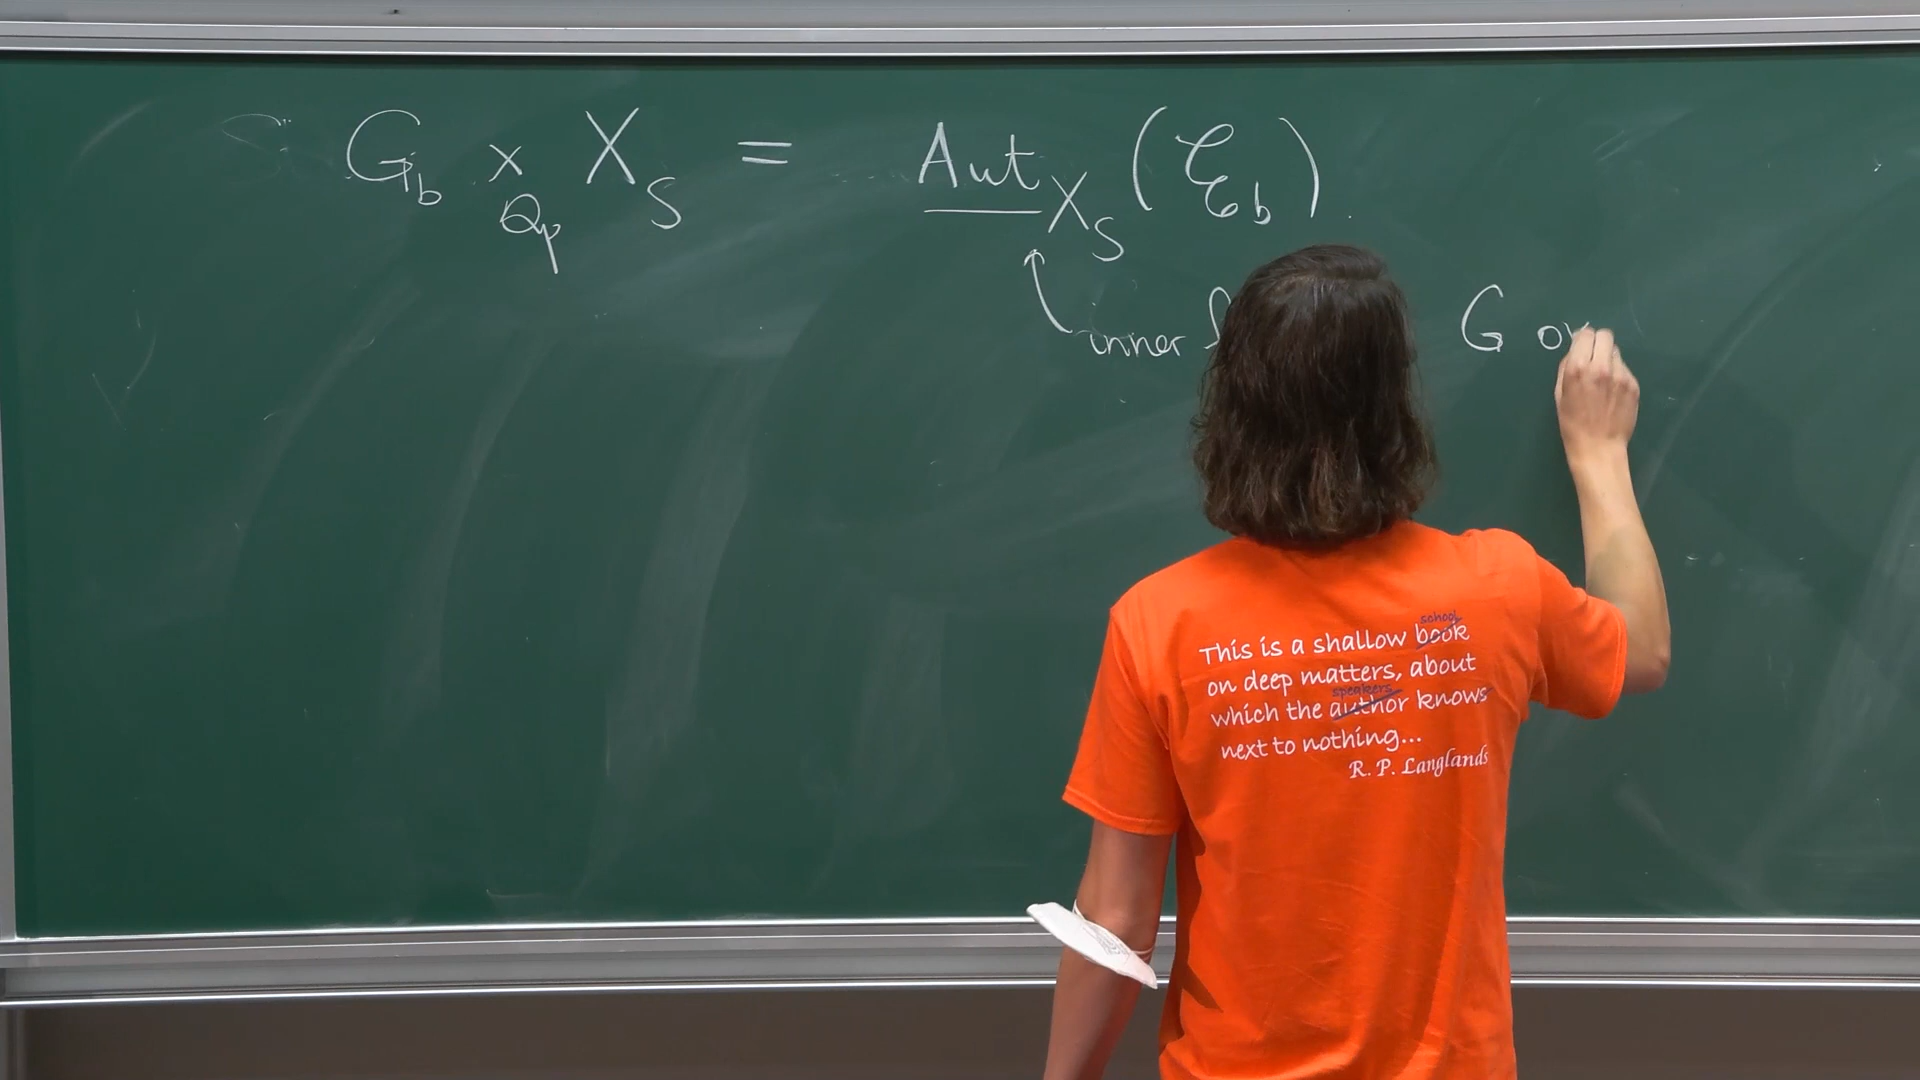 G_b ×_{Q_p} X_S = Aut_{X_S} (ℰ_b).
inner G
school
This is a shallow book
on deep matters, about
speakers
which the author knows
next to nothing...
R. P. Langlands